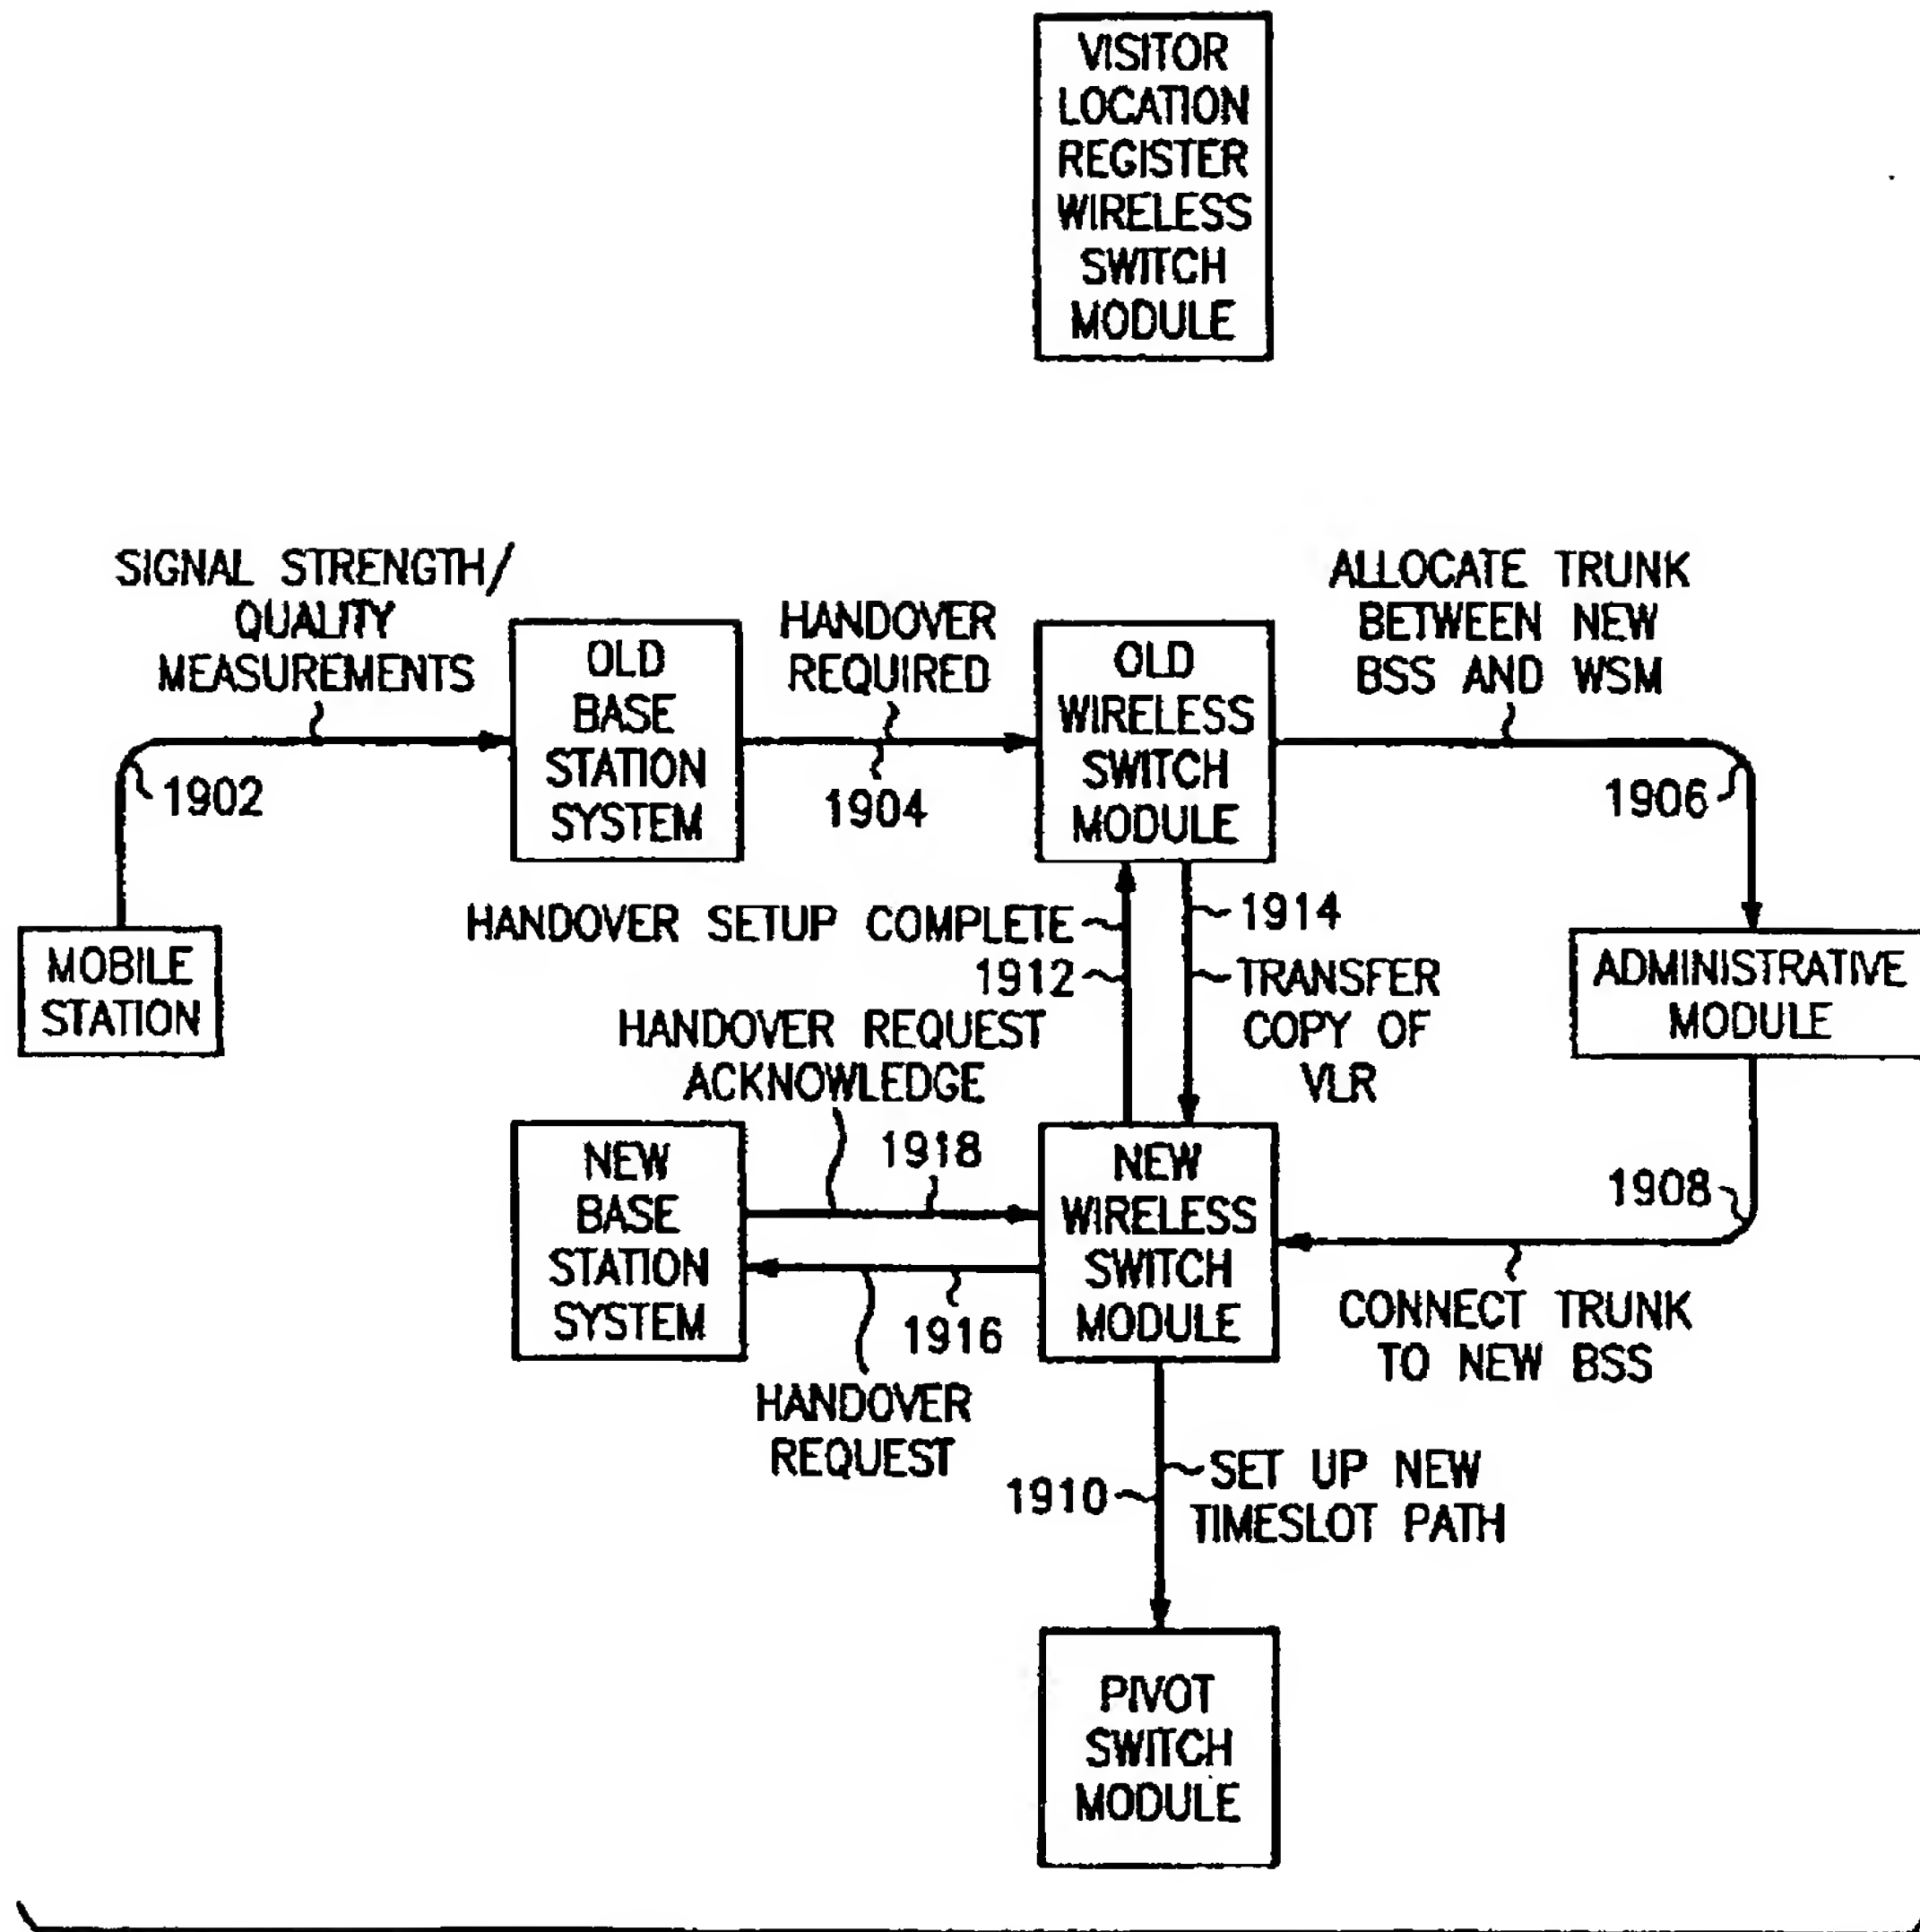 VISITOR
LOCATION
REGISTER
WIRELESS
SWITCH
MODULE
SIGNAL STRENGTH/
QUALITY
MEASUREMENTS
1902
OLD
BASE
STATION
SYSTEM
HANDOVER
REQUIRED
1904
OLD
WIRELESS
SWITCH
MODULE
ALLOCATE TRUNK
BETWEEN NEW
BSS AND WSM
1906
MOBILE
STATION
HANDOVER SETUP COMPLETE
1912
1914
TRANSFER
COPY OF
VLR
ADMINISTRATIVE
MODULE
HANDOVER REQUEST
ACKNOWLEDGE
1918
NEW
BASE
STATION
SYSTEM
1916
HANDOVER
REQUEST
NEW
WIRELESS
SWITCH
MODULE
1908
CONNECT TRUNK
TO NEW BSS
1910
SET UP NEW
TIMESLOT PATH
PIVOT
SWITCH
MODULE